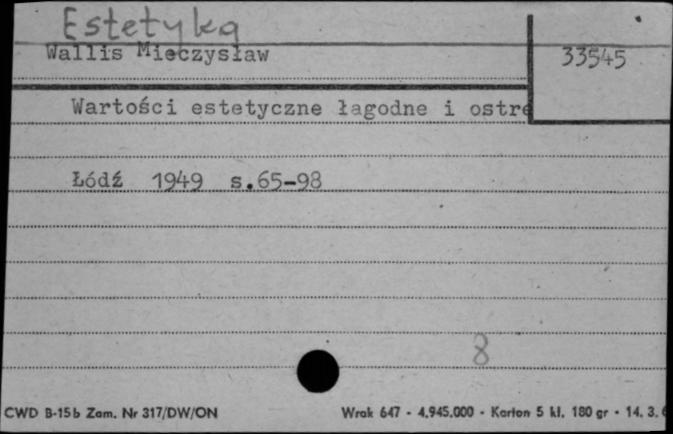 Estetyka
Wallis Mieczysław
33545
Wartości estetyczne łagodne i ostre
Łódź 1949 s.65-98
8
CWD B-15b Zam. Nr 317/DW/ON
Wrak 647 - 4.945.000 - Karton 5 kl. 180 gr - 14. 3.